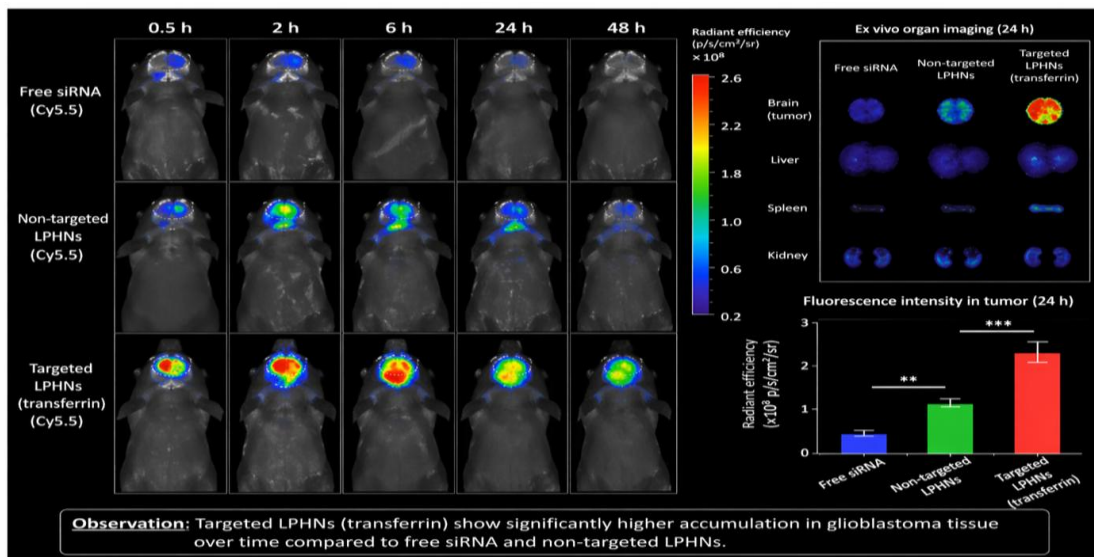 0.5 h
2 h
6 h
24 h
48 h
Free siRNA
(Cy5.5)
Non-targeted
LPHNs
(Cy5.5)
Targeted
LPHNs
(transferrin)
(Cy5.5)
Radiant efficiency
(p/s/cm²/sr)
× 10⁸
2.6
2.2
1.8
1.4
1.0
0.6
0.2
Ex vivo organ imaging (24 h)
Free siRNA
Non-targeted
LPHNs
Targeted
LPHNs
(transferrin)
Brain
(tumor)
Liver
Spleen
Kidney
Fluorescence intensity in tumor (24 h)
Radiant efficiency
(x10⁸ p/s/cm²/sr)
3
2
1
0
**
***
Free siRNA
Non-targeted
LPHNs
Targeted
LPHNs
(transferrin)
Observation: Targeted LPHNs (transferrin) show significantly higher accumulation in glioblastoma tissue
over time compared to free siRNA and non-targeted LPHNs.